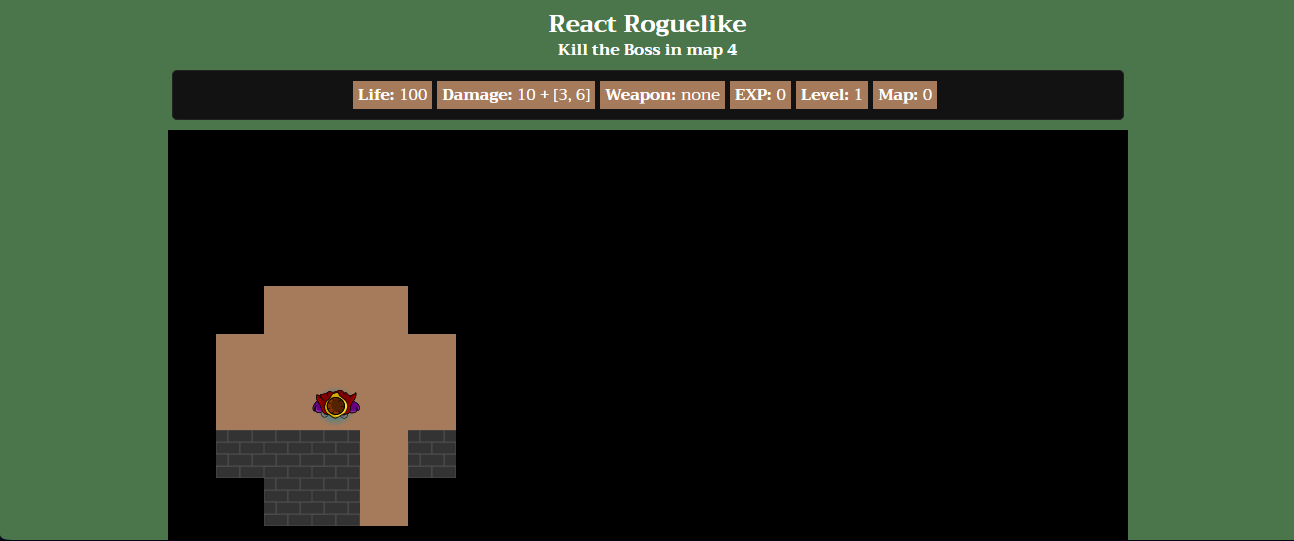 React Roguelike
Kill the Boss in map 4
Life: 100 Damage: 10 + [3, 6] Weapon: none EXP: 0 Level: 1 Map: 0